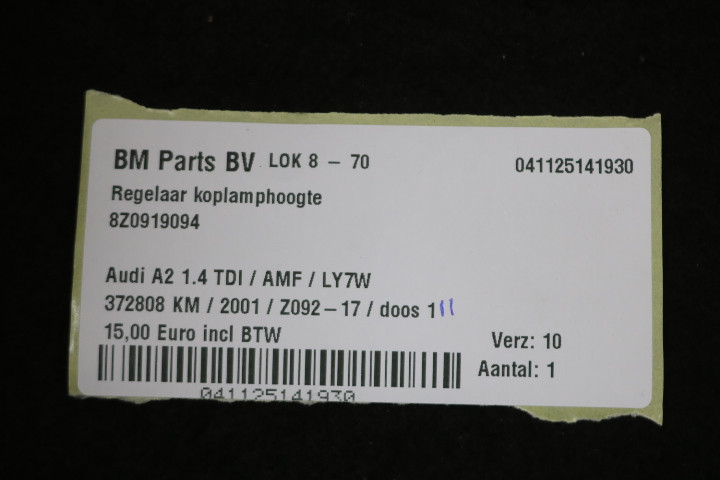 BM Parts BV LOK 8 – 70 041125141930
Regelaar koplamphoogte
8Z0919094
Audi A2 1.4 TDI / AMF / LY7W
372808 KM / 2001 / Z092–17 / doos 111
15,00 Euro incl BTW
Verz: 10
Aantal: 1
041125141930